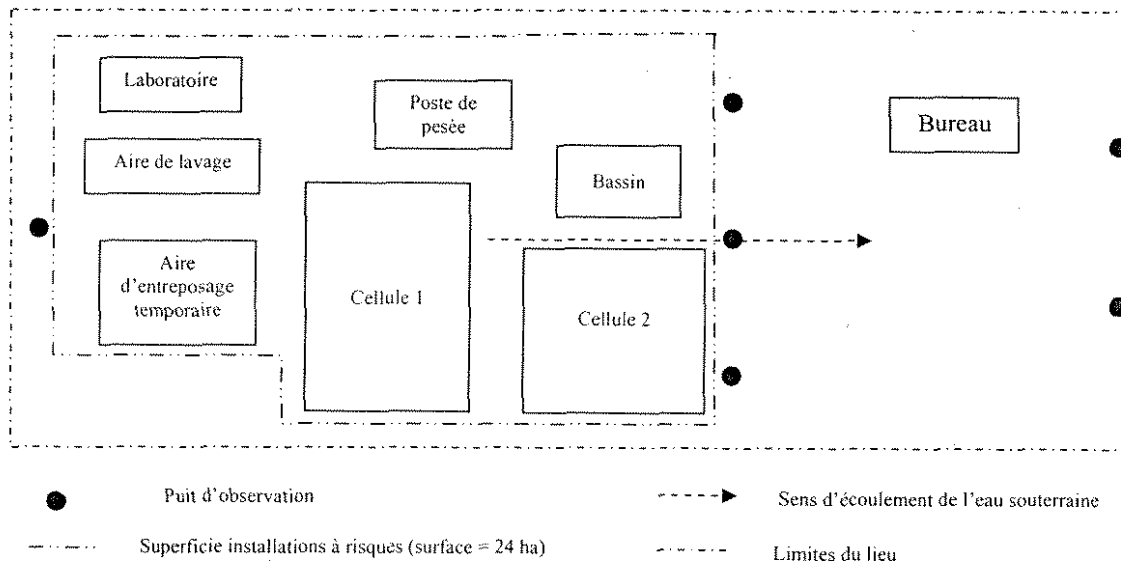 Laboratoire
Poste de
pesée
Bureau
Aire de lavage
Bassin
Aire
d'entreposage
temporaire
Cellule 1
Cellule 2
Puit d'observation
Sens d'écoulement de l'eau souterraine
Superficie installations à risques (surface = 24 ha)
Limites du lieu